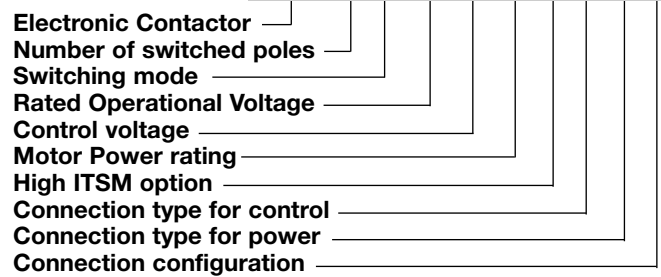 Electronic Contactor
Number of switched poles
Switching mode
Rated Operational Voltage
Control voltage
Motor Power rating
High ITSM option
Connection type for control
Connection type for power
Connection configuration